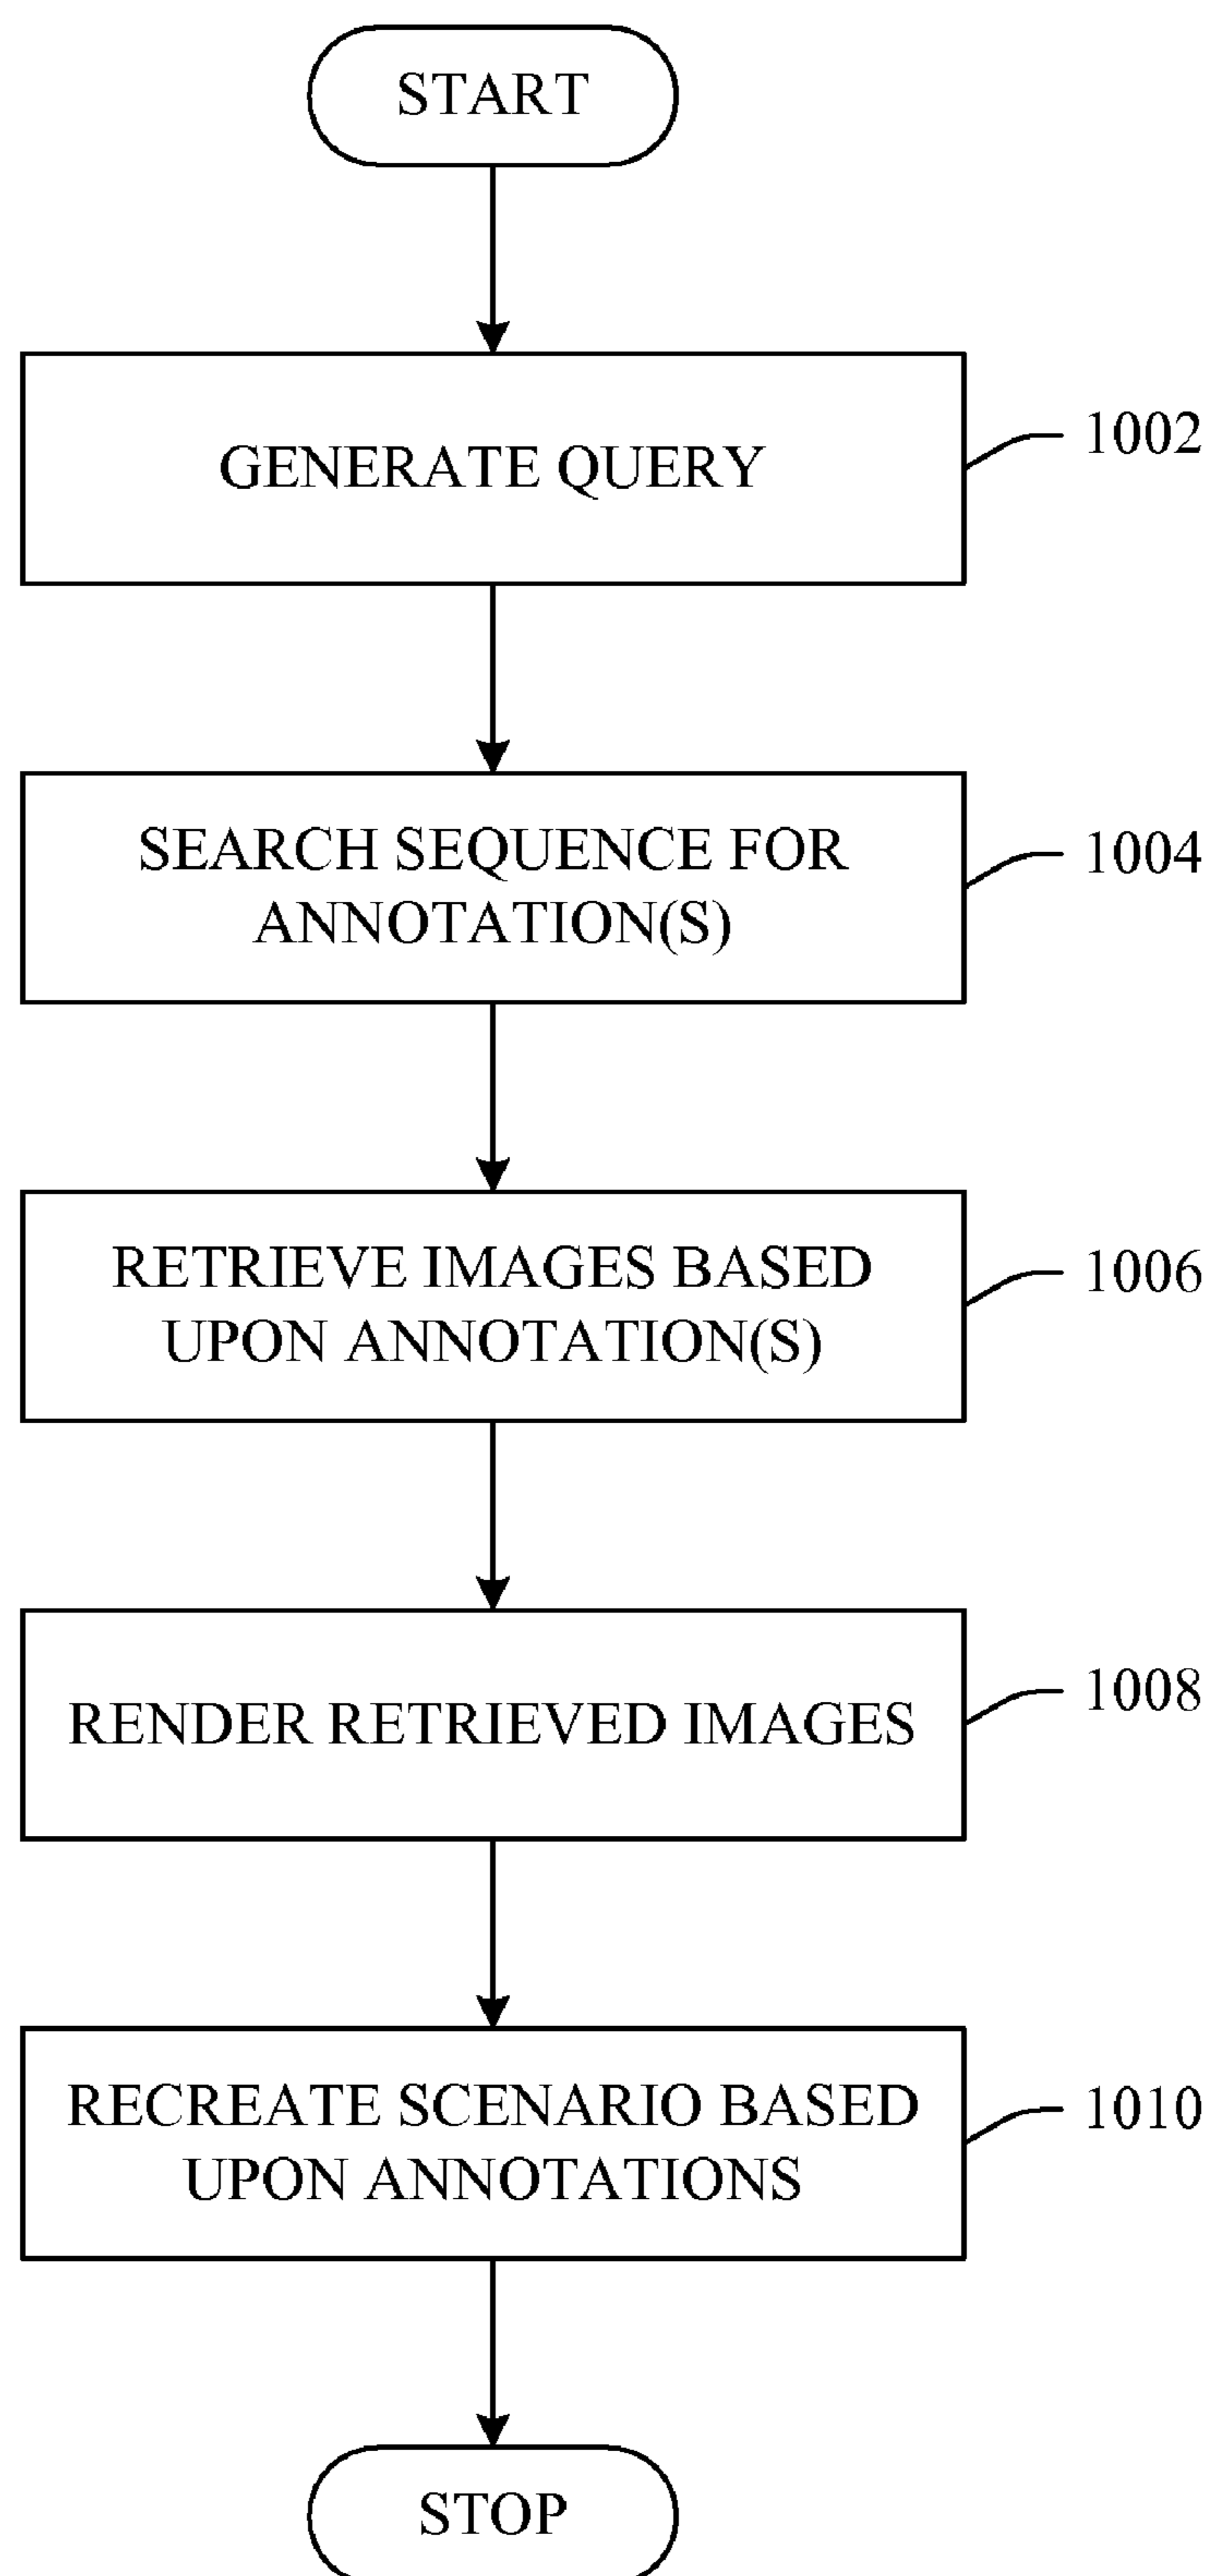 START
GENERATE QUERY
1002
SEARCH SEQUENCE FOR
ANNOTATION(S)
1004
RETRIEVE IMAGES BASED
UPON ANNOTATION(S)
1006
RENDER RETRIEVED IMAGES
1008
RECREATE SCENARIO BASED
UPON ANNOTATIONS
1010
STOP